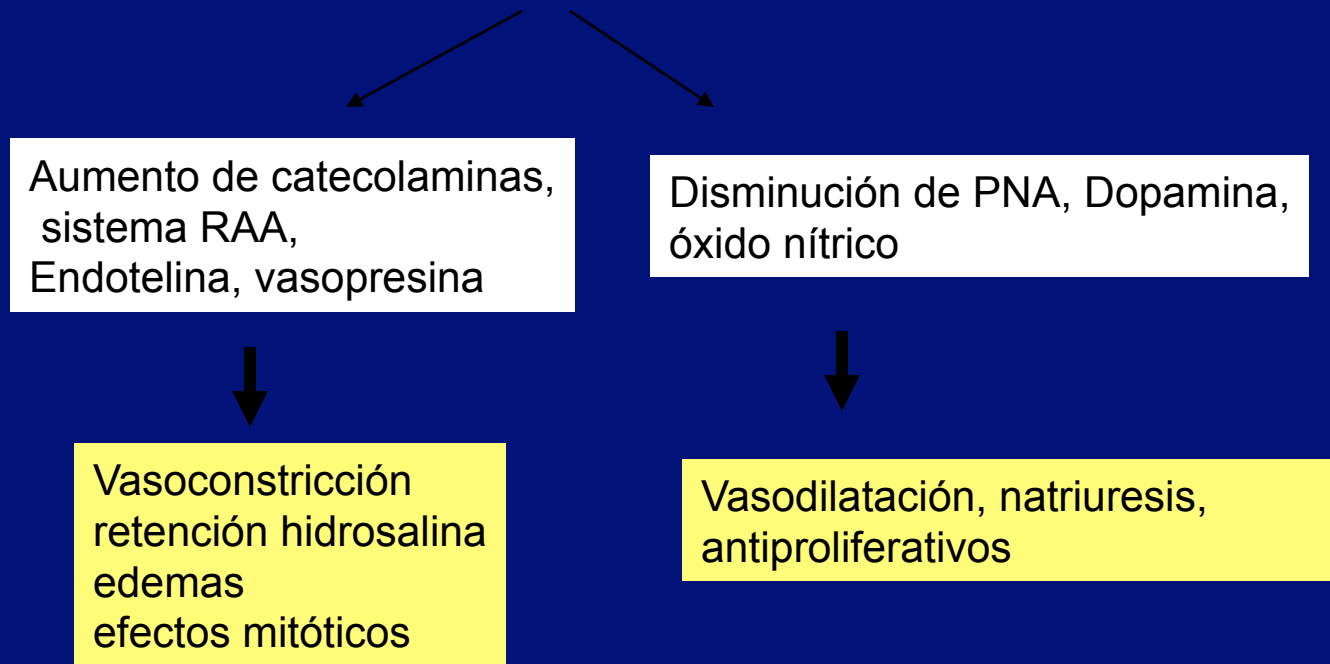 Aumento de catecolaminas,
sistema RAA,
Endotelina, vasopresina
Disminución de PNA, Dopamina,
óxido nítrico
Vasoconstricción
retención hidrosalina
edemas
efectos mitóticos
Vasodilatación, natriuresis,
antiproliferativos